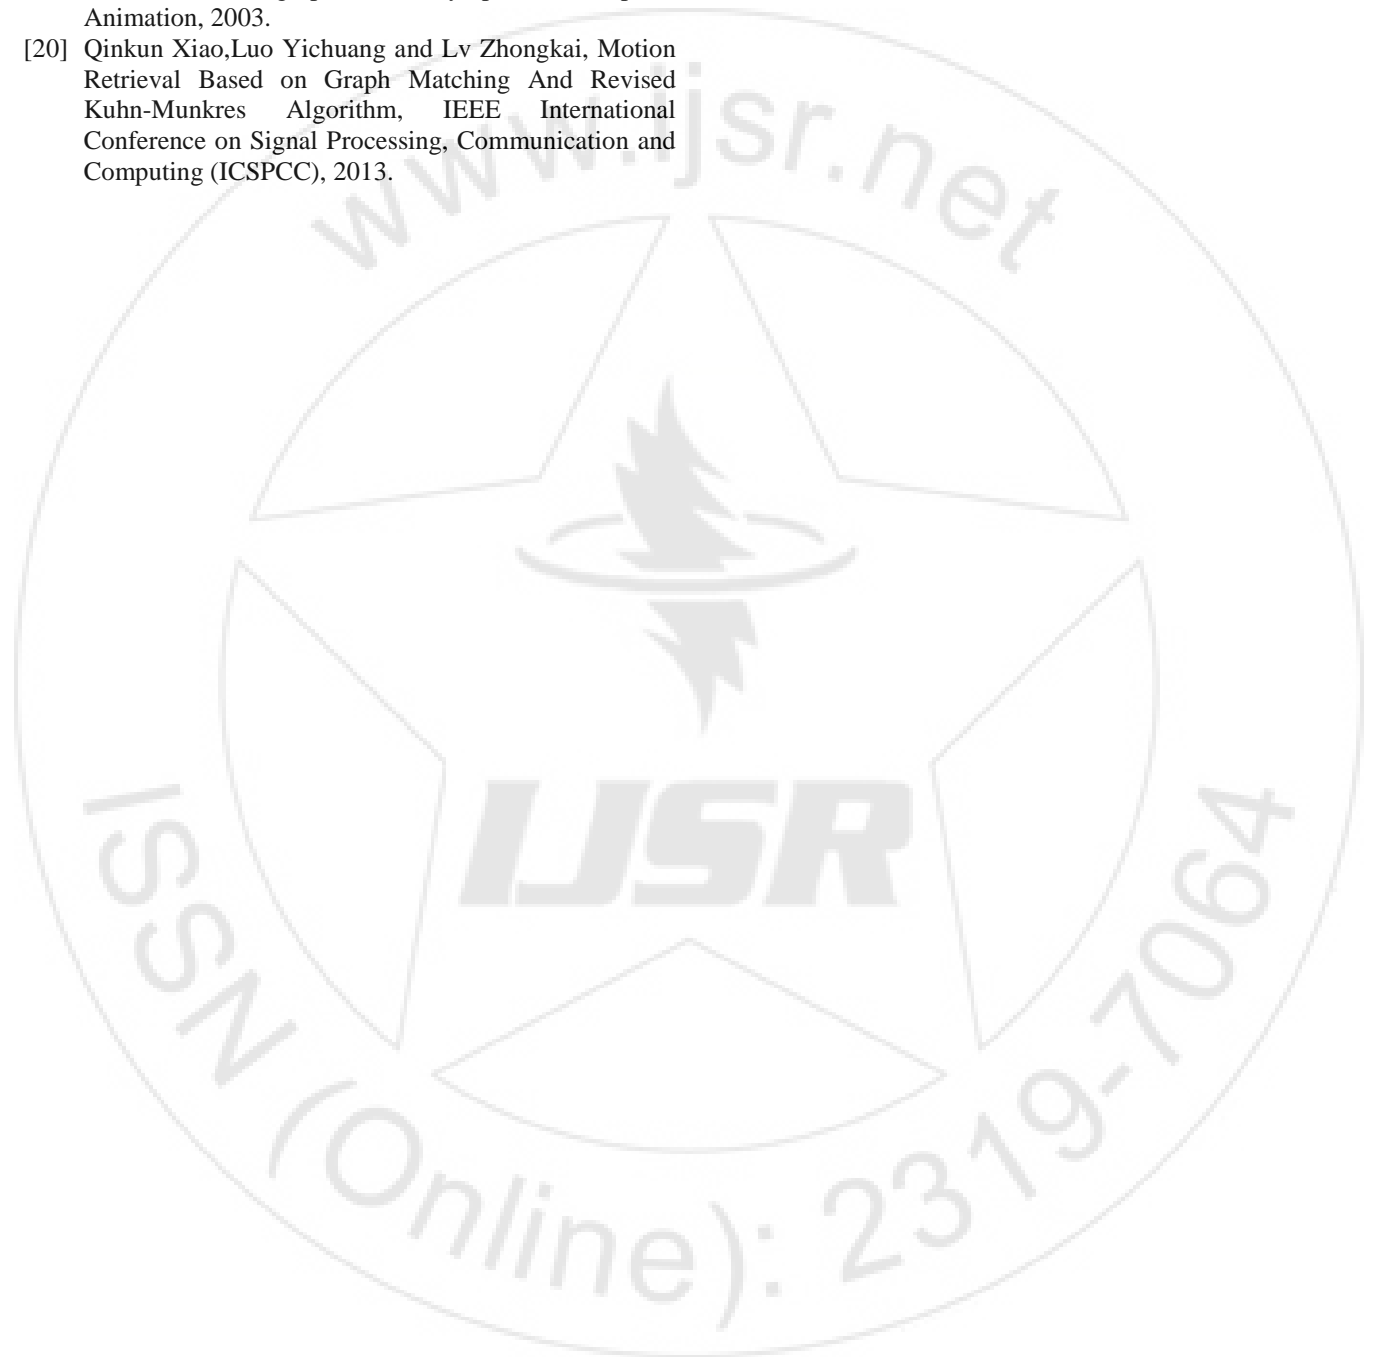 Animation, 2003.
[20] Qinkun Xiao,Luo Yichuang and Lv Zhongkai, Motion
Retrieval Based on Graph Matching And Revised
Kuhn-Munkres Algorithm, IEEE International
Conference on Signal Processing, Communication and
Computing (ICSPCC), 2013.
www.ijsr.net
IJSR
ISSN (Online): 2319-7064